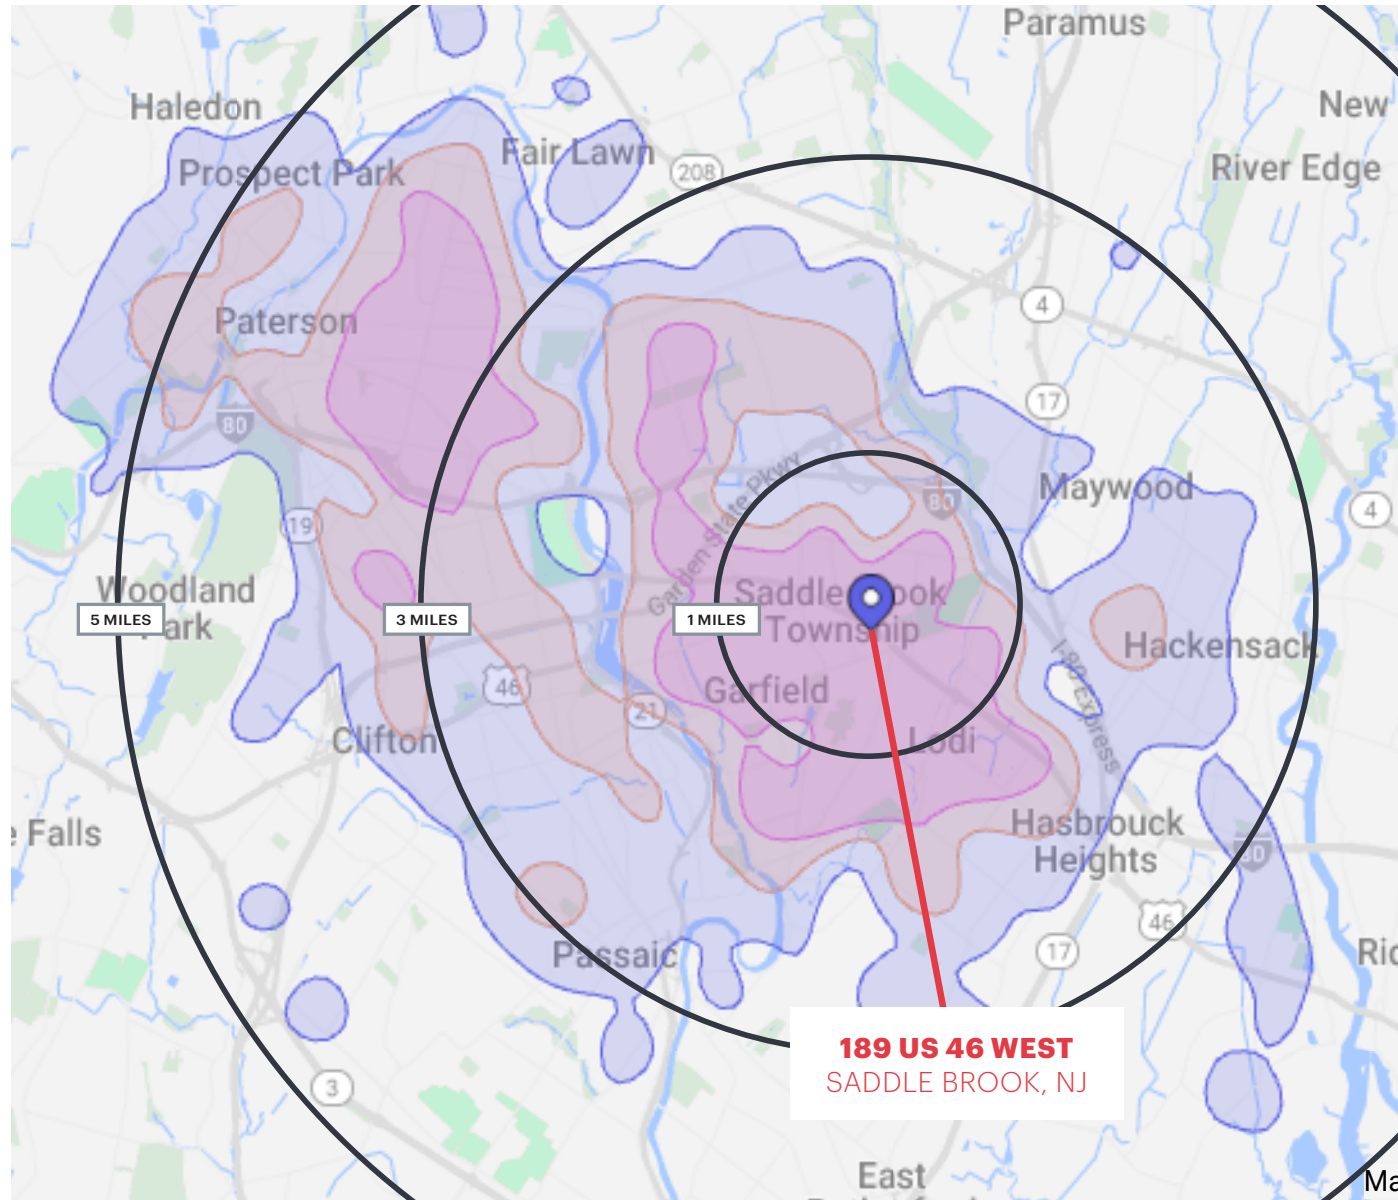 Paramus
Haledon
New
Fair Lawn
208
River Edge
Prospect Park
4
Paterson
17
80
Garden State Pkwy
Maywood
80
4
19
Woodland
Park
Saddle Brook
Township
5 MILES
3 MILES
1 MILES
Hackensack
I-80 Express
46
Garfield
21
Clifton
Lodi
Hasbrouck
Heights
e Falls
80
46
Passaic
17
Ric
189 US 46 WEST
SADDLE BROOK, NJ
3
East
Ma